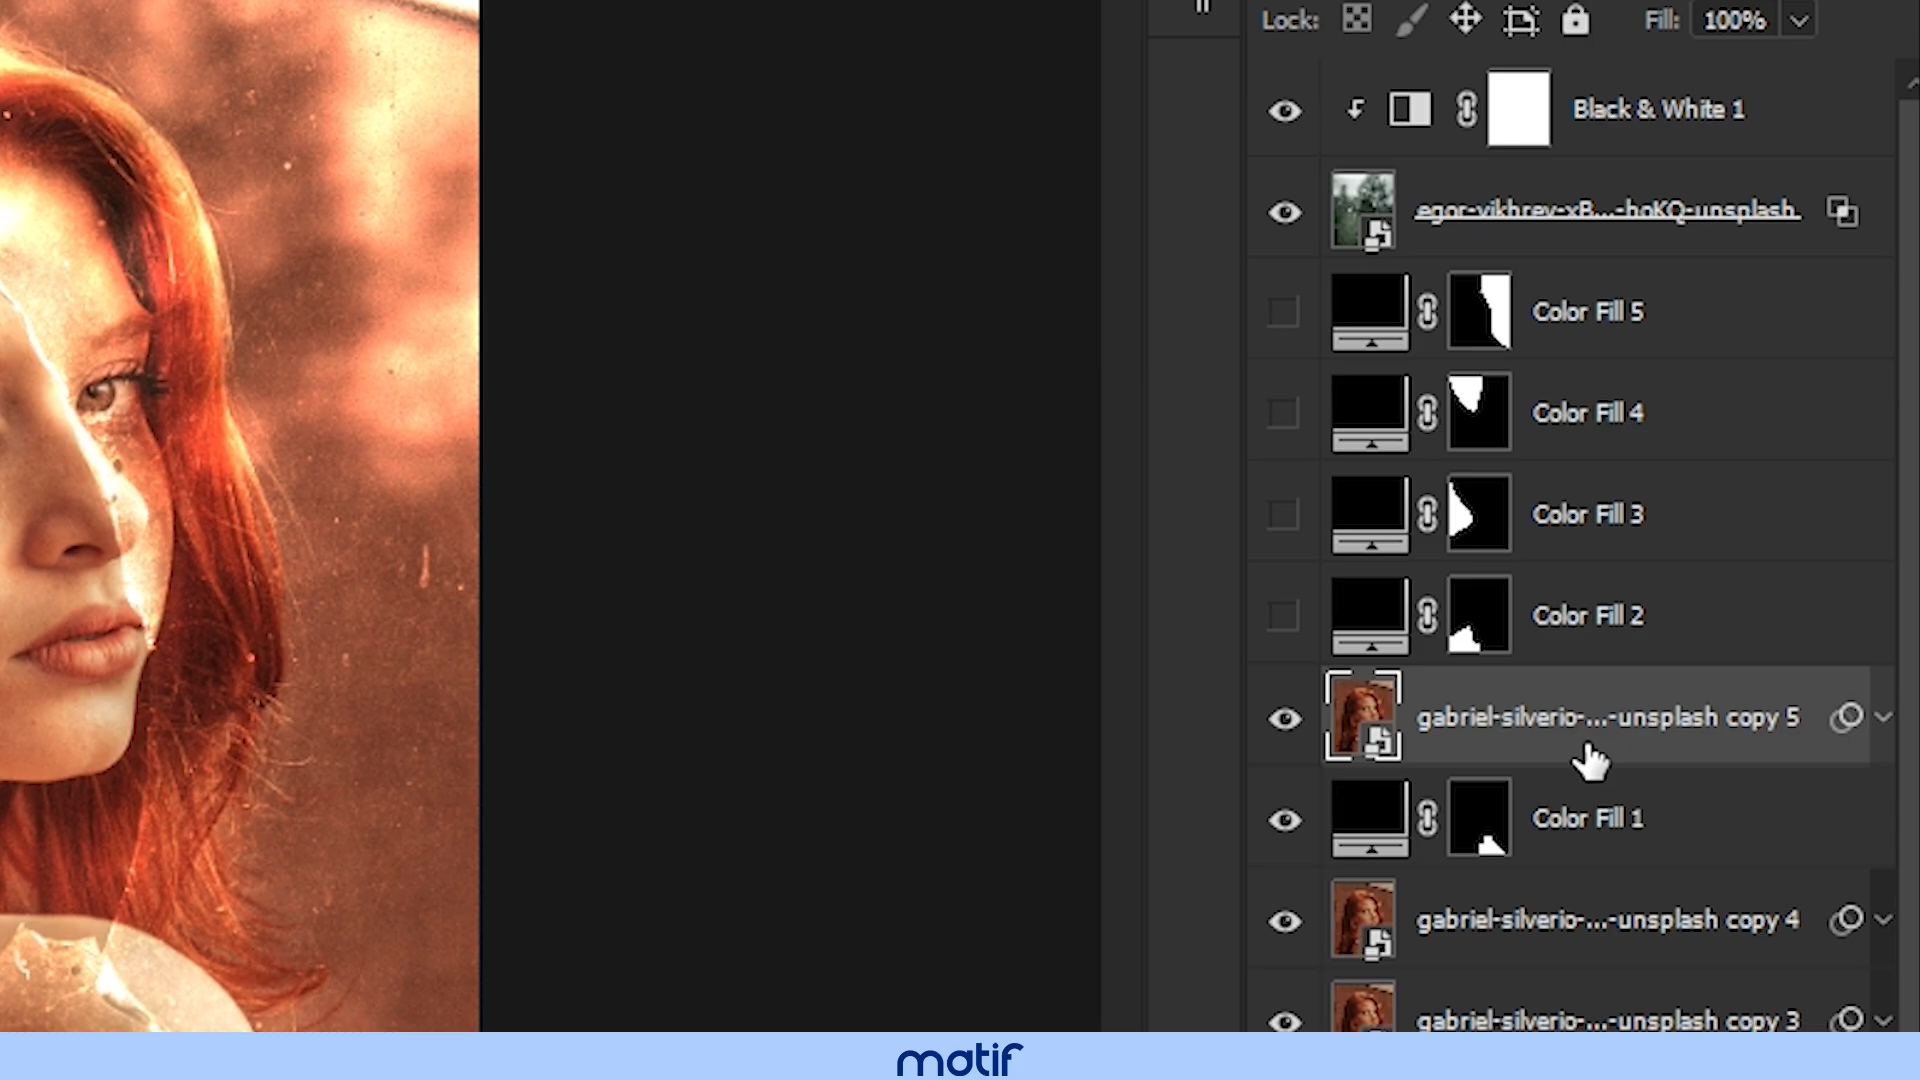 Lock:
Fill: 100%
Black & White 1
egor-vikhrev-xB...-hoKQ-unsplash
Color Fill 5
Color Fill 4
Color Fill 3
Color Fill 2
gabriel-silverio-...-unsplash copy 5
Color Fill 1
gabriel-silverio-...-unsplash copy 4
gabriel-silverio-...-unsplash copy 3
motif